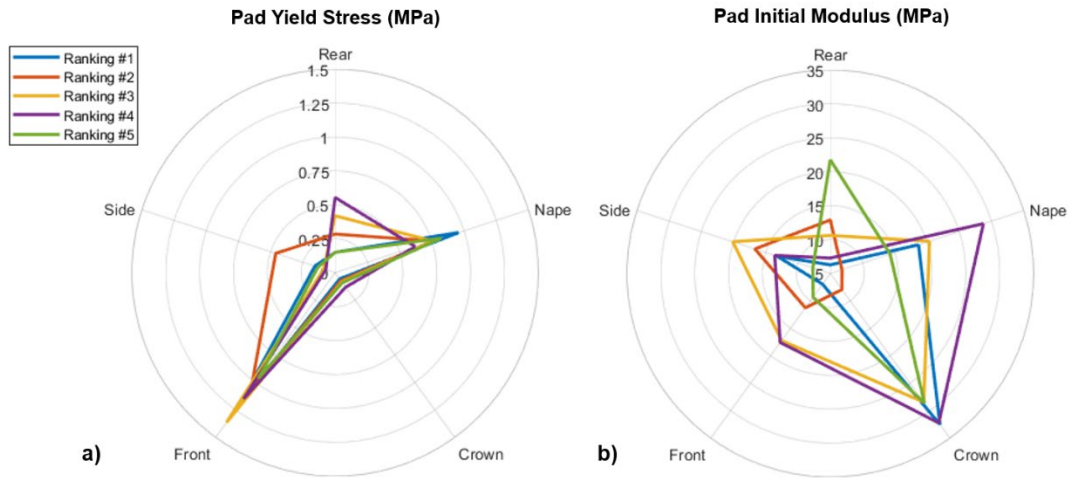 Pad Yield Stress (MPa)
Pad Initial Modulus (MPa)
Ranking #1
Ranking #2
Ranking #3
Ranking #4
Ranking #5
Rear
1.5
1.25
1
0.75
0.5
0.25
0
Side
Nape
Front
Crown
a)
Rear
35
30
25
20
15
10
5
Side
Nape
Front
Crown
b)